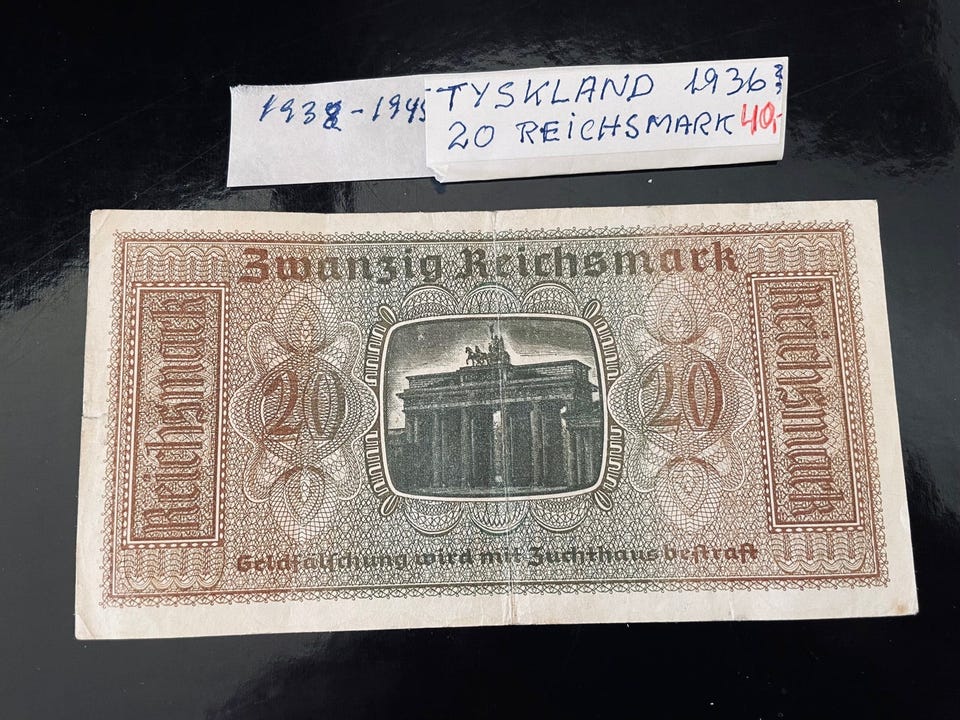 1938-1945
TYSKLAND 1936??
20 REICHSMARK 40,-
Zwanzig Reichsmark
Reichsmark
20
20
Reichsmark
Geldfälschung wird mit Zuchthaus bestraft